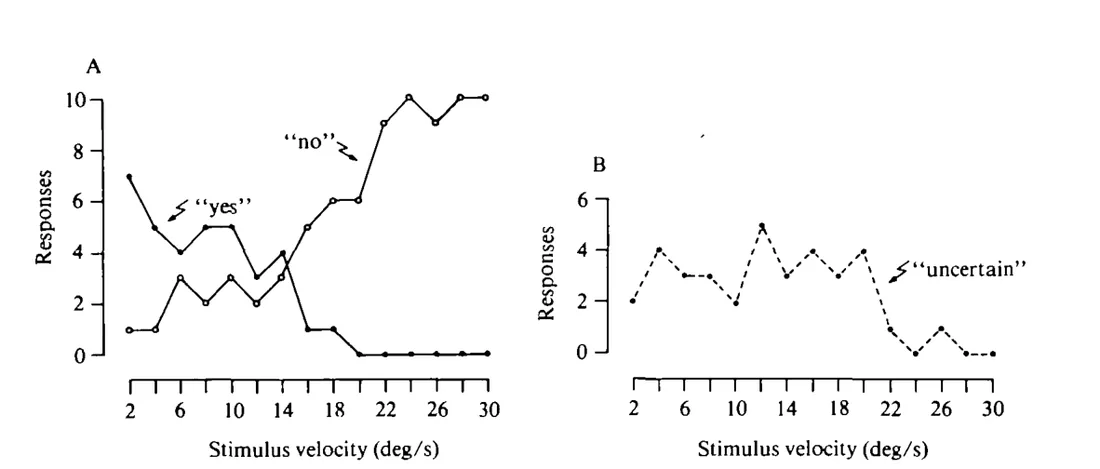 A
10
8
6
4
2
0
Responses
"no"
"yes"
2 6 10 14 18 22 26 30
Stimulus velocity (deg/s)
B
6
4
2
0
Responses
"uncertain"
2 6 10 14 18 22 26 30
Stimulus velocity (deg/s)